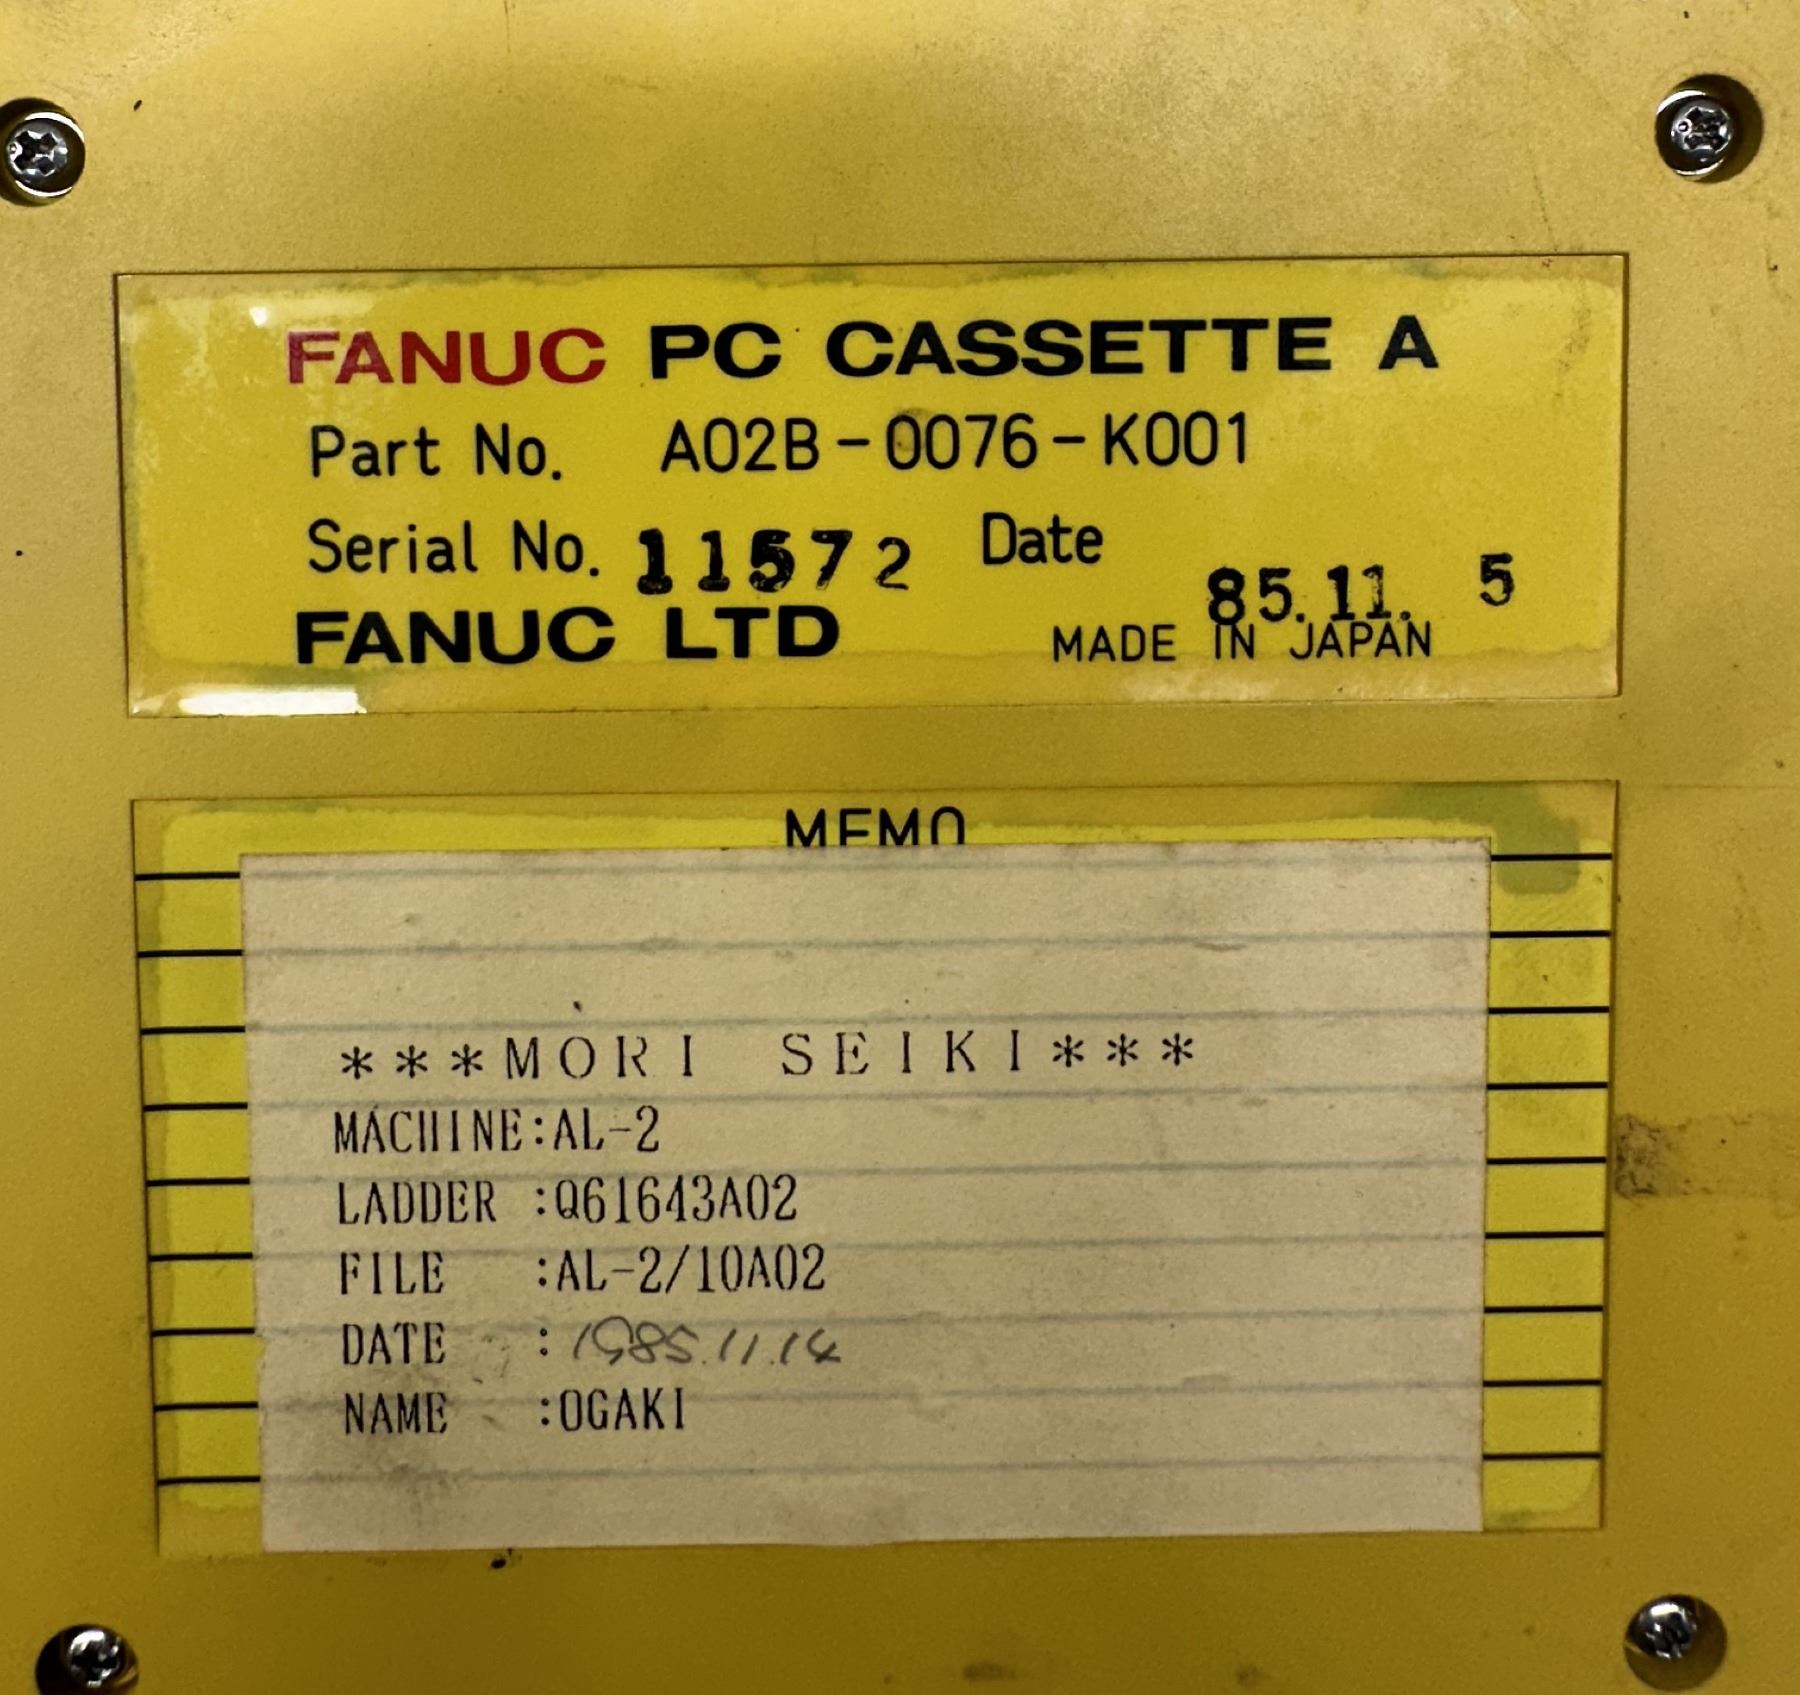 FANUC PC CASSETTE A
Part No. A02B-0076-K001
Serial No. 11572 Date 85.11. 5
FANUC LTD MADE IN JAPAN
MEMO
***MORI SEIKI***
MACHINE:AL-2
LADDER :Q61643A02
FILE :AL-2/10A02
DATE :1985.11.14
NAME :OGAKI